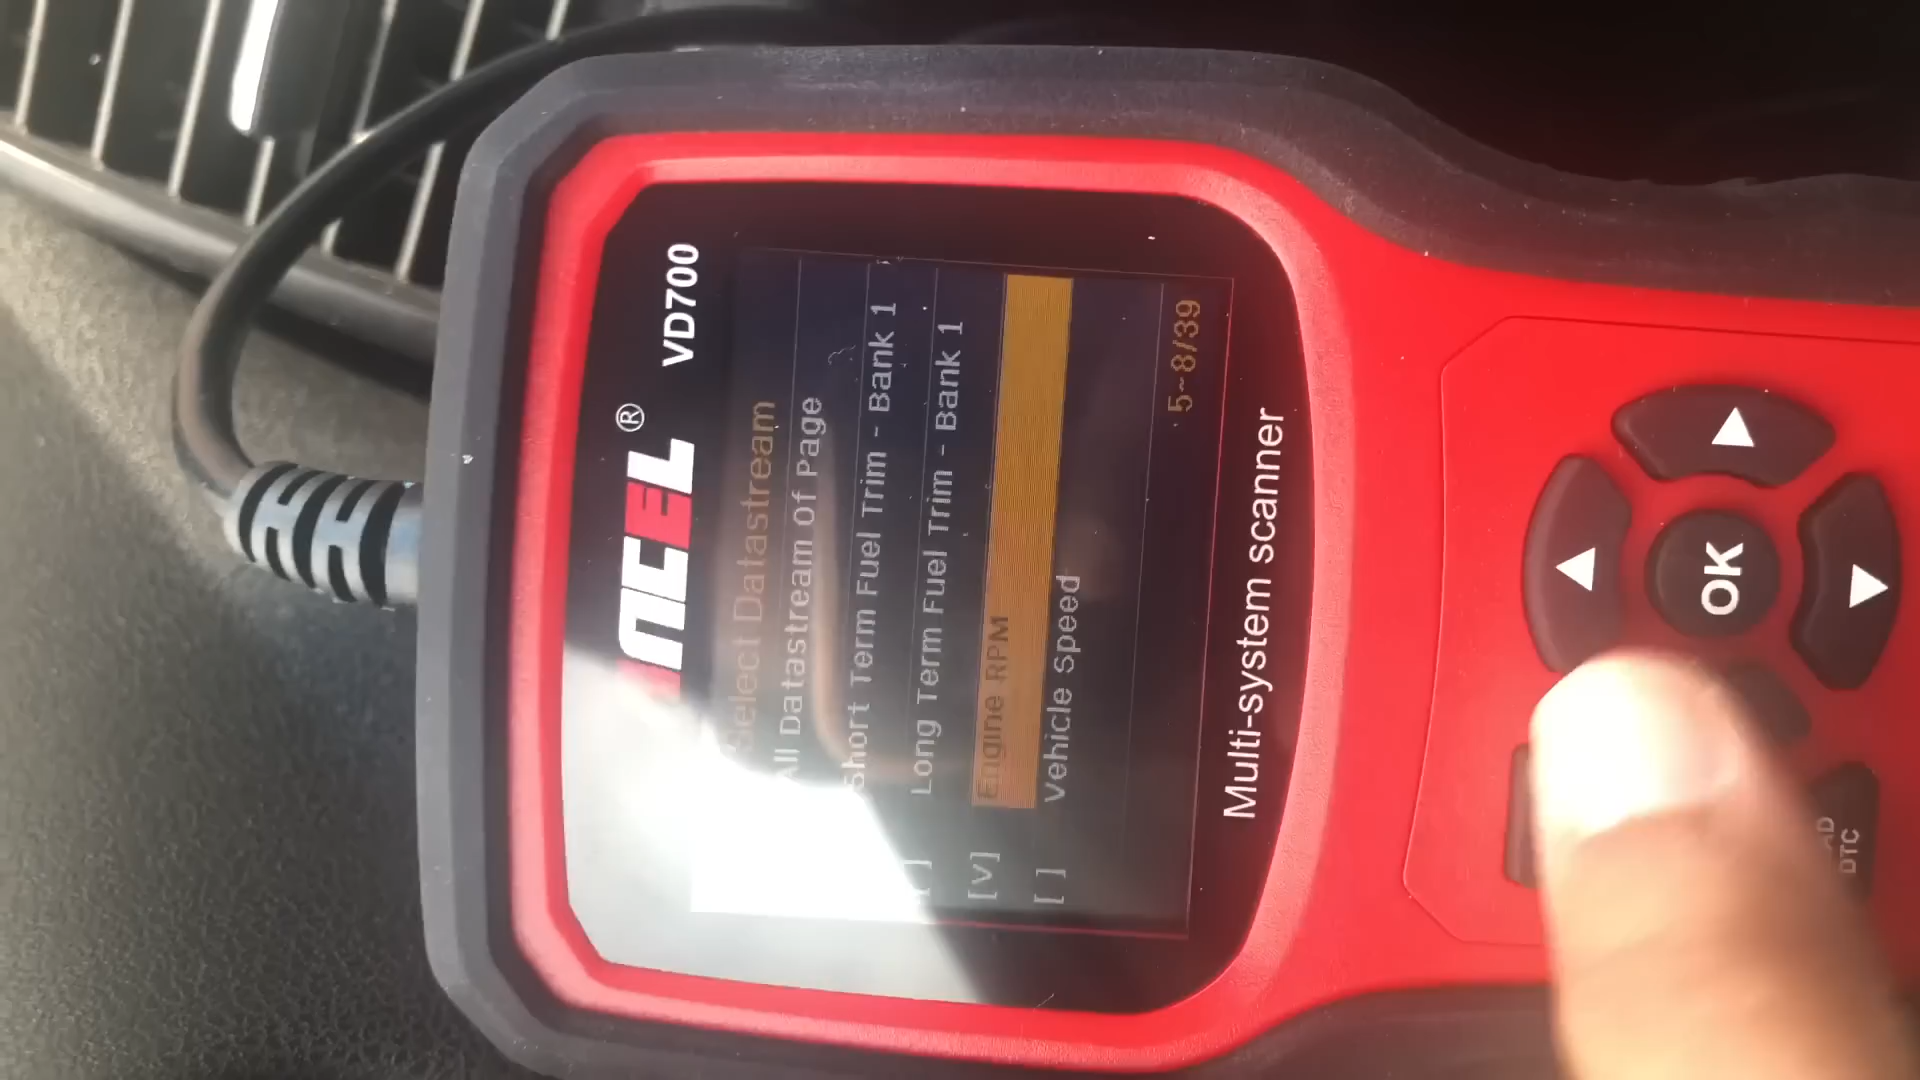 ANCEL® VD700
Select Datastream
All Datastream Of Page
Short Term Fuel Trim - Bank 1
[ ] Long Term Fuel Trim - Bank 1
[V] Engine RPM
[ ] Vehicle Speed
5~8/39
Multi-system scanner
OK
DTC